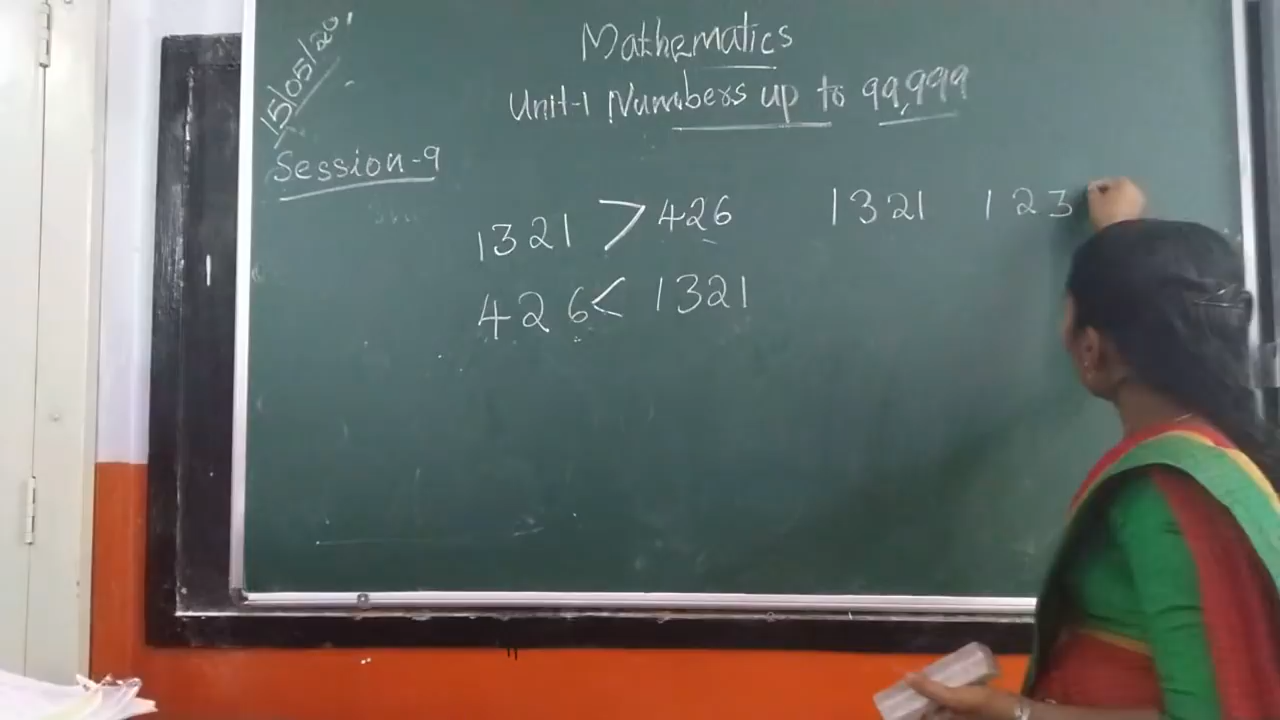 15/05/20
Mathematics
Unit-1 Numbers up to 99,999
Session-9
1321 > 426 1321 123
426 < 1321